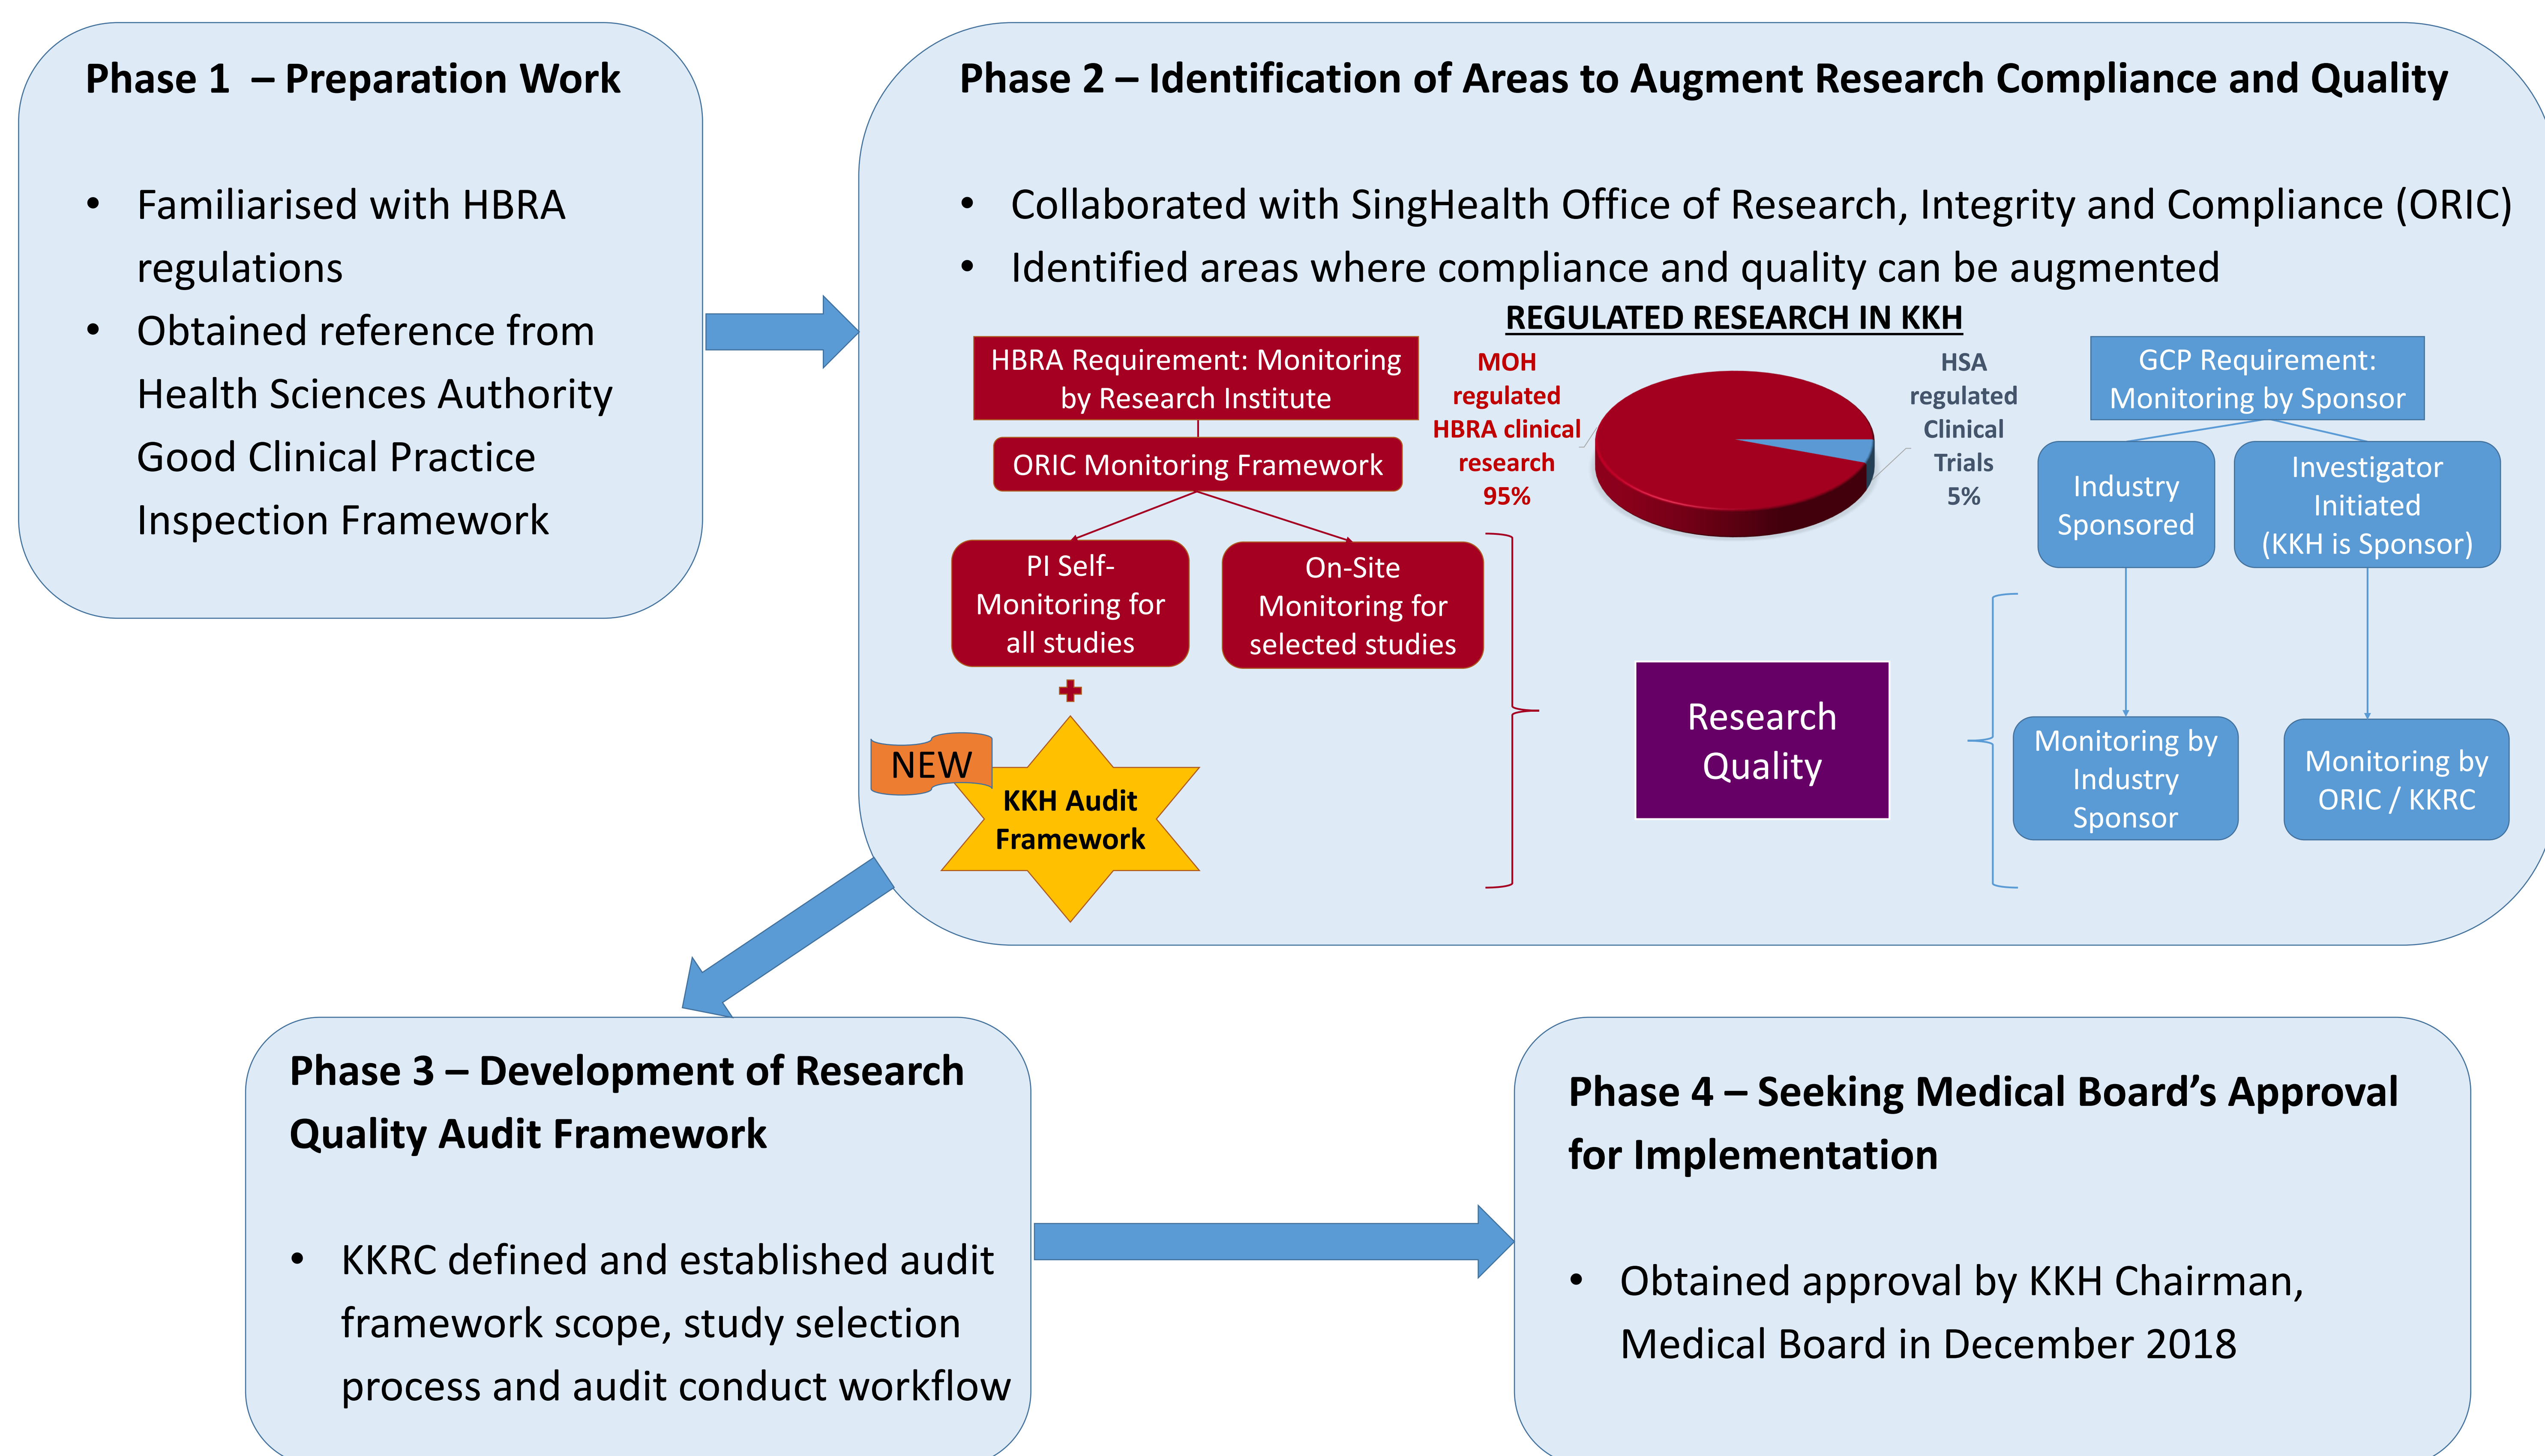 Phase 1 – Preparation Work
• Familiarised with HBRA
regulations
• Obtained reference from
Health Sciences Authority
Good Clinical Practice
Inspection Framework
Phase 2 – Identification of Areas to Augment Research Compliance and Quality
• Collaborated with SingHealth Office of Research, Integrity and Compliance (ORIC)
• Identified areas where compliance and quality can be augmented
REGULATED RESEARCH IN KKH
HBRA Requirement: Monitoring
by Research Institute
ORIC Monitoring Framework
PI Self-
Monitoring for
all studies
On-Site
Monitoring for
selected studies
NEW
KKH Audit
Framework
MOH
regulated
HBRA clinical
research
95%
HSA
regulated
Clinical
Trials
5%
Research
Quality
GCP Requirement:
Monitoring by Sponsor
Industry
Sponsored
Investigator
Initiated
(KKH is Sponsor)
Monitoring by
Industry
Sponsor
Monitoring by
ORIC / KKRC
Phase 3 – Development of Research
Quality Audit Framework
• KKRC defined and established audit
framework scope, study selection
process and audit conduct workflow
Phase 4 – Seeking Medical Board’s Approval
for Implementation
• Obtained approval by KKH Chairman,
Medical Board in December 2018